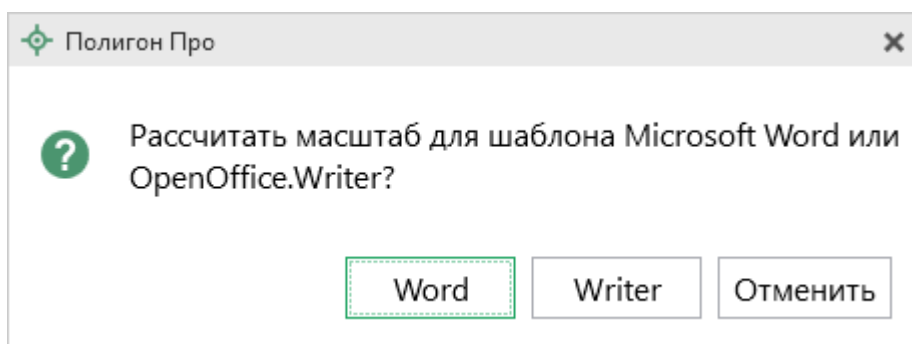 Полигон Про
Рассчитать масштаб для шаблона Microsoft Word или
OpenOffice.Writer?
Word Writer Отменить